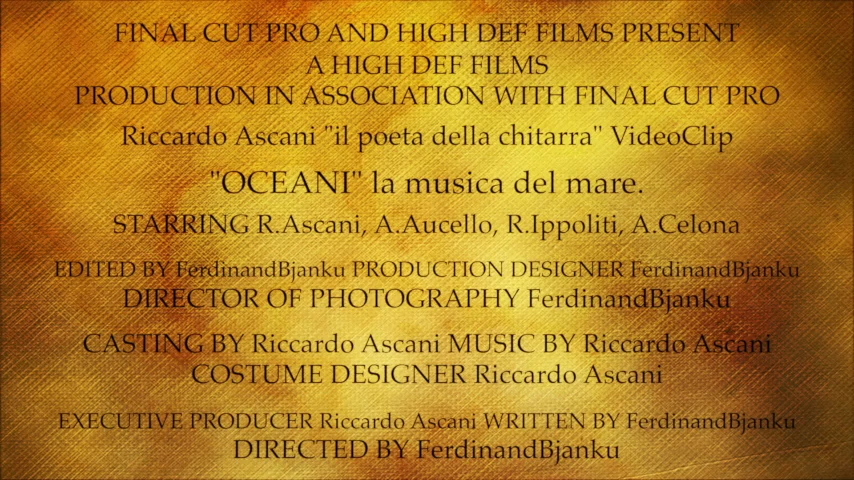 FINAL CUT PRO AND HIGH DEF FILMS PRESENT
A HIGH DEF FILMS
PRODUCTION IN ASSOCIATION WITH FINAL CUT PRO
Riccardo Ascani "il poeta della chitarra" VideoClip
"OCEANI" la musica del mare.
STARRING R.Ascani, A.Aucello, R.Ippoliti, A.Celona
EDITED BY FerdinandBjanku PRODUCTION DESIGNER FerdinandBjanku
DIRECTOR OF PHOTOGRAPHY FerdinandBjanku
CASTING BY Riccardo Ascani MUSIC BY Riccardo Ascani
COSTUME DESIGNER Riccardo Ascani
EXECUTIVE PRODUCER Riccardo Ascani WRITTEN BY FerdinandBjanku
DIRECTED BY FerdinandBjanku